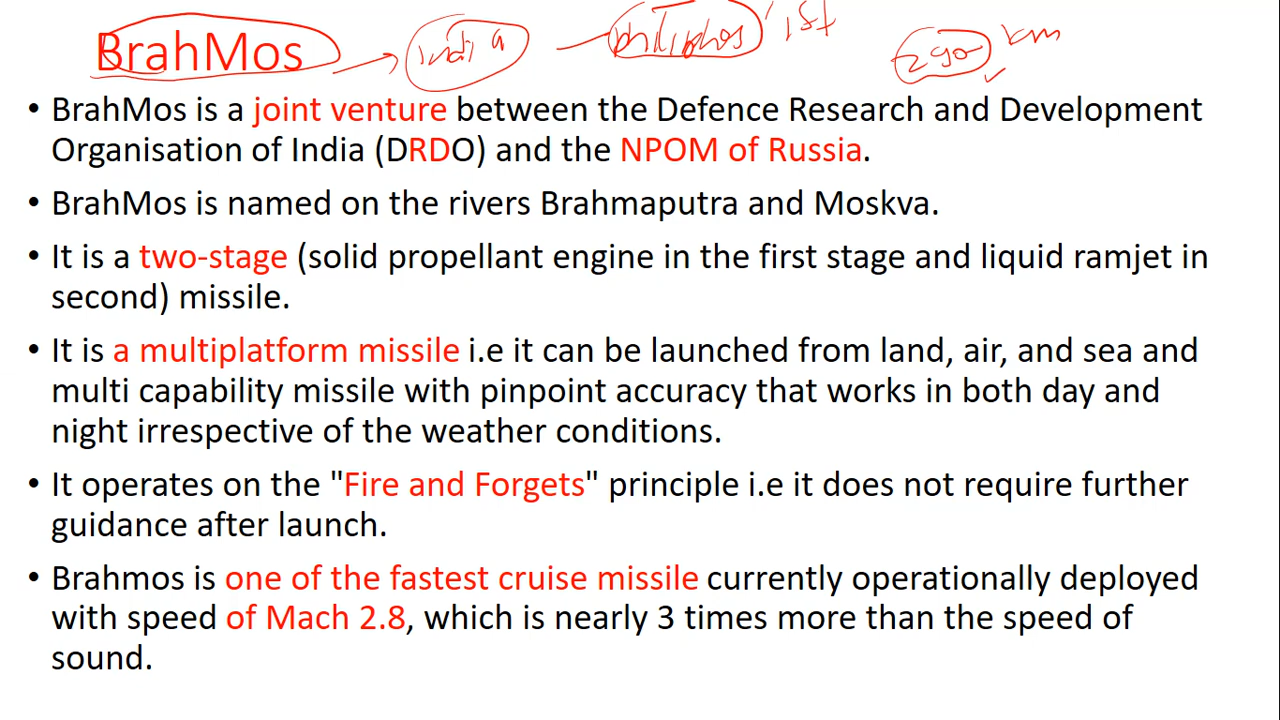 BrahMos India philiphos 1st 290 km
• BrahMos is a joint venture between the Defence Research and Development
Organisation of India (DRDO) and the NPOM of Russia.
• BrahMos is named on the rivers Brahmaputra and Moskva.
• It is a two-stage (solid propellant engine in the first stage and liquid ramjet in
second) missile.
• It is a multiplatform missile i.e it can be launched from land, air, and sea and
multi capability missile with pinpoint accuracy that works in both day and
night irrespective of the weather conditions.
• It operates on the "Fire and Forgets" principle i.e it does not require further
guidance after launch.
• Brahmos is one of the fastest cruise missile currently operationally deployed
with speed of Mach 2.8, which is nearly 3 times more than the speed of
sound.